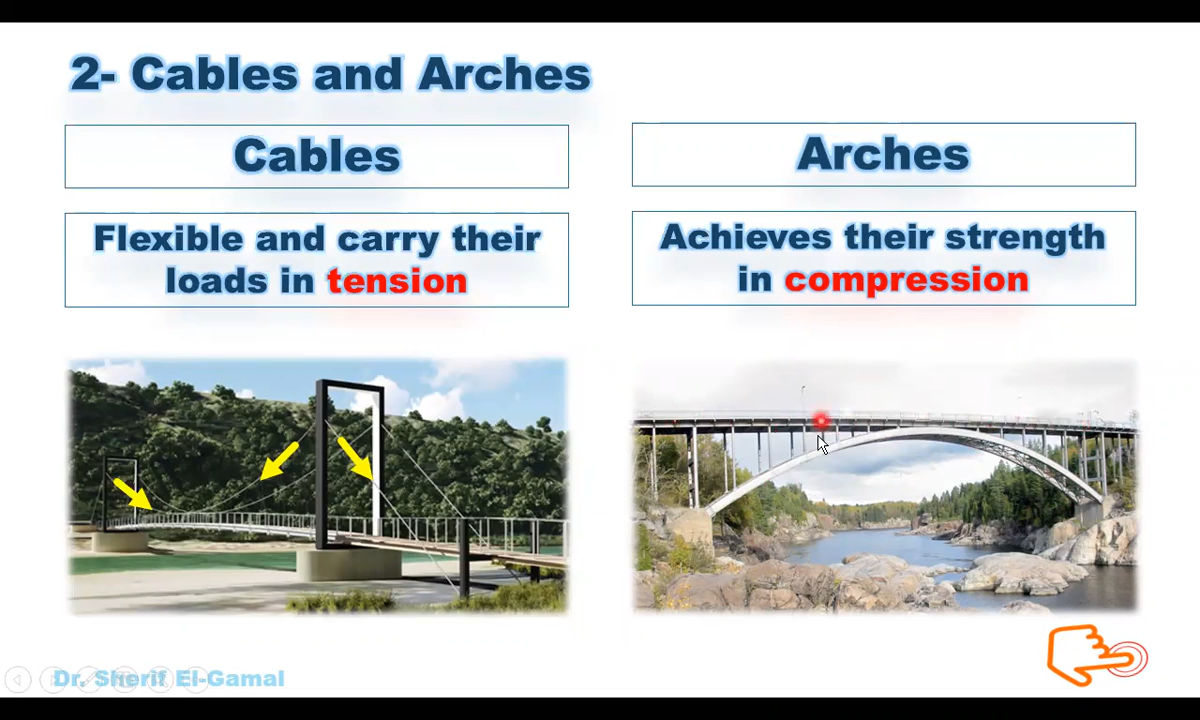 2- Cables and Arches
Cables
Flexible and carry their
loads in tension
Arches
Achieves their strength
in compression
Dr. Sherif El-Gamal